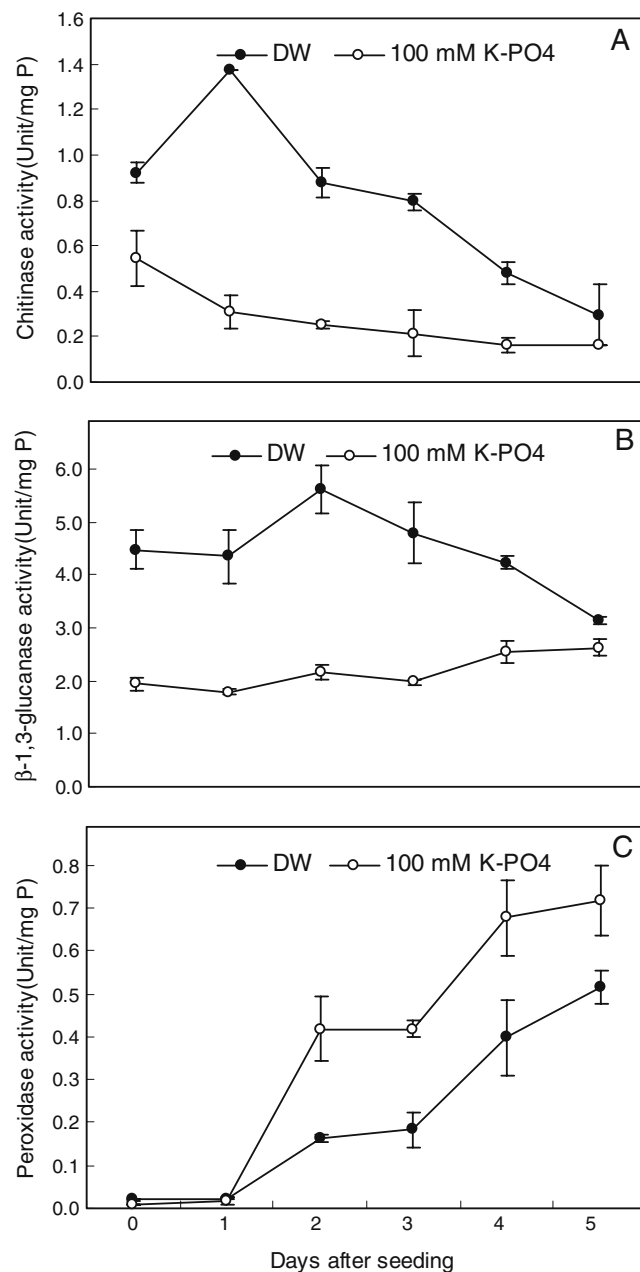 A
DW 100 mM K-PO4
Chitinase activity(Unit/mg P)
1.6
1.4
1.2
1.0
0.8
0.6
0.4
0.2
0.0
B
DW 100 mM K-PO4
β-1,3-glucanase activity(Unit/mg P)
6.0
5.0
4.0
3.0
2.0
1.0
0.0
C
DW 100 mM K-PO4
Peroxidase activity(Unit/mg P)
0.8
0.7
0.6
0.5
0.4
0.3
0.2
0.1
0.0
0 1 2 3 4 5
Days after seeding